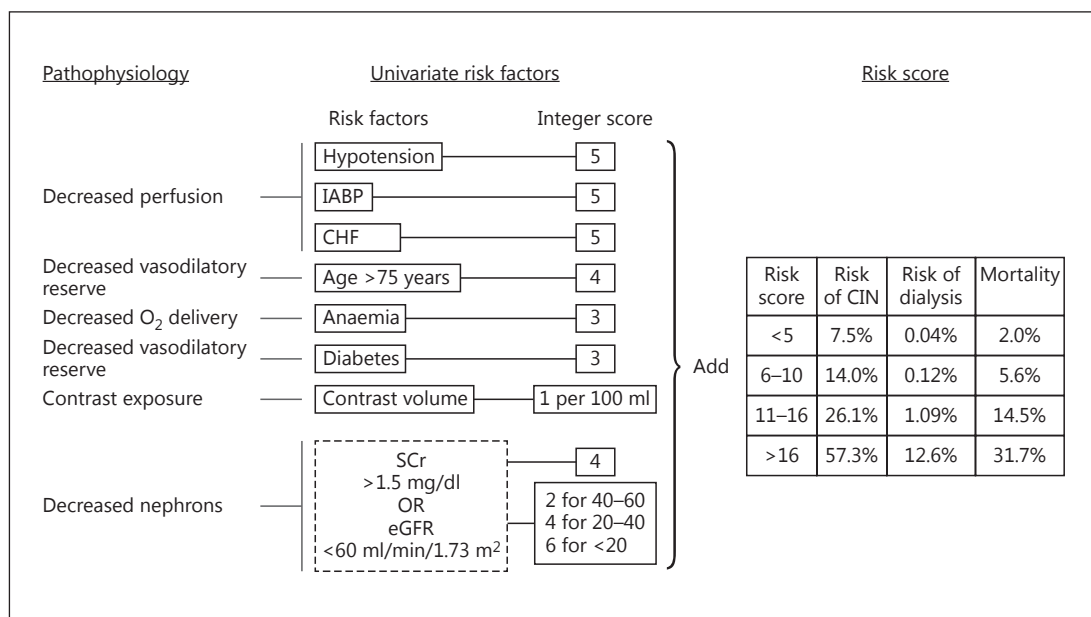 Pathophysiology
Univariate risk factors
Risk score
Risk factors
Integer score
Decreased perfusion
Hypotension
5
IABP
5
CHF
5
Decreased vasodilatory
reserve
Age >75 years
4
Decreased O₂ delivery
Anaemia
3
Decreased vasodilatory
reserve
Diabetes
3
Contrast exposure
Contrast volume
1 per 100 ml
Decreased nephrons
SCr
>1.5 mg/dl
OR
eGFR
<60 ml/min/1.73 m²
4
2 for 40–60
4 for 20–40
6 for <20
Add
Risk score
Risk of CIN
Risk of dialysis
Mortality
<5 7.5% 0.04% 2.0%
6–10 14.0% 0.12% 5.6%
11–16 26.1% 1.09% 14.5%
>16 57.3% 12.6% 31.7%